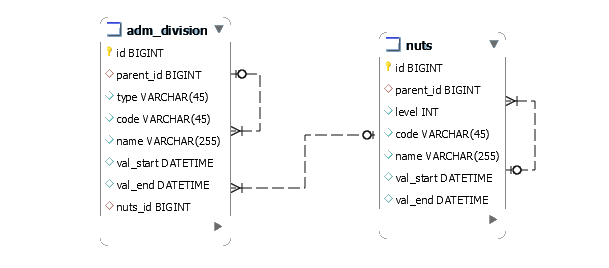 adm_division
id BIGINT
parent_id BIGINT
type VARCHAR(45)
code VARCHAR(45)
name VARCHAR(255)
val_start DATETIME
val_end DATETIME
nuts_id BIGINT
nuts
id BIGINT
parent_id BIGINT
level INT
code VARCHAR(45)
name VARCHAR(255)
val_start DATETIME
val_end DATETIME